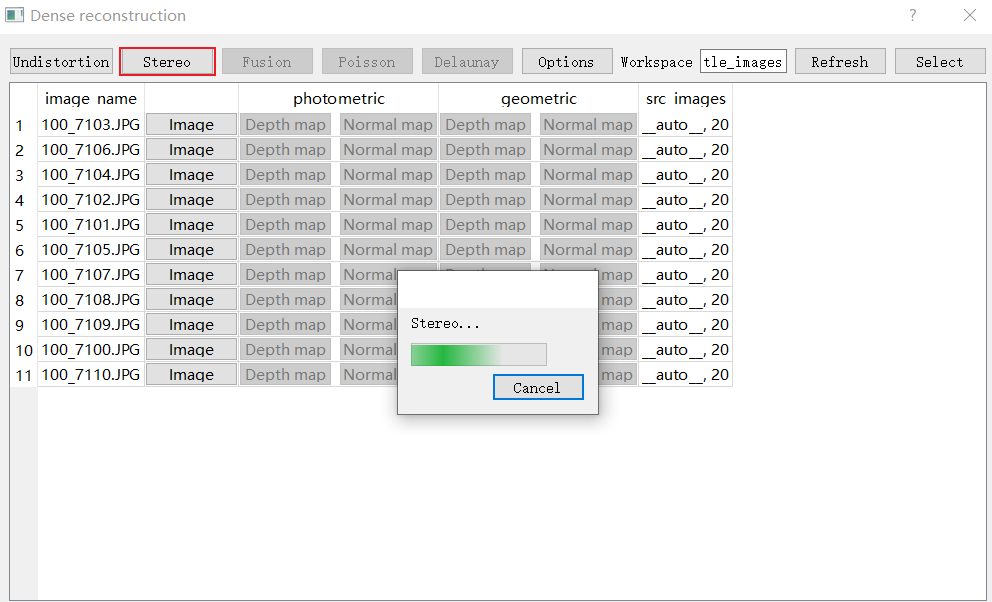 Dense reconstruction ?
Undistortion Stereo Fusion Poisson Delaunay Options Workspace tle_images Refresh Select
image name photometric geometric src images
1 100_7103.JPG Image Depth map Normal map Depth map Normal map __auto__, 20
2 100_7106.JPG Image Depth map Normal map Depth map Normal map __auto__, 20
3 100_7104.JPG Image Depth map Normal map Depth map Normal map __auto__, 20
4 100_7102.JPG Image Depth map Normal map Depth map Normal map __auto__, 20
5 100_7101.JPG Image Depth map Normal map Depth map Normal map __auto__, 20
6 100_7105.JPG Image Depth map Normal map Depth map Normal map __auto__, 20
7 100_7107.JPG Image Depth map Normal __auto__, 20
8 100_7108.JPG Image Depth map Normal map __auto__, 20
9 100_7109.JPG Image Depth map Normal map __auto__, 20
10 100_7100.JPG Image Depth map Normal map __auto__, 20
11 100_7110.JPG Image Depth map Normal map __auto__, 20
Stereo...
Cancel